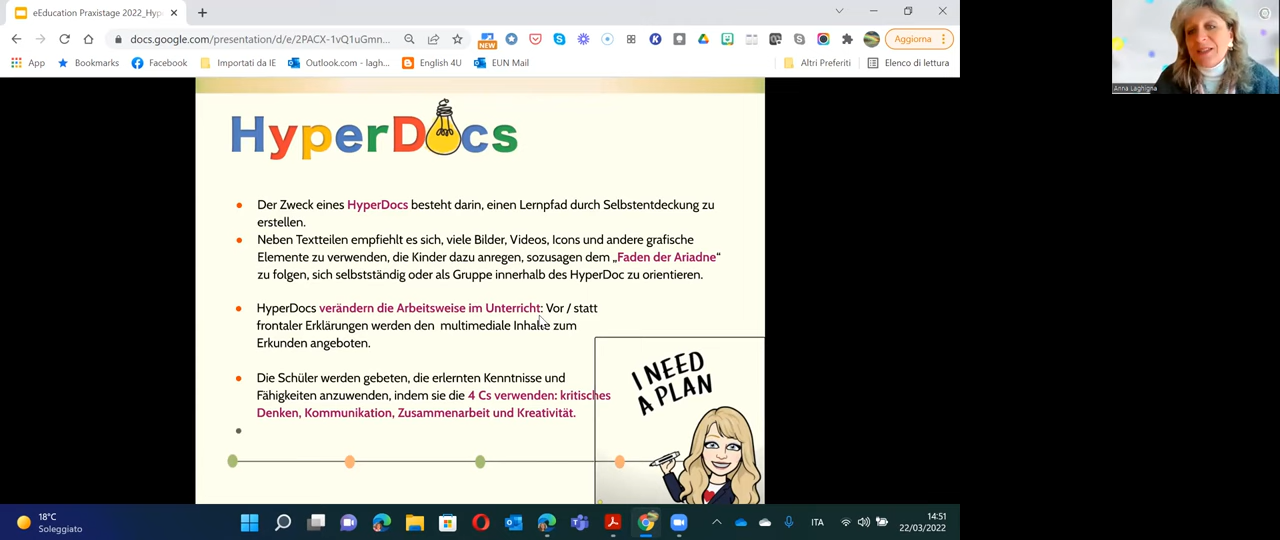 eEducation Praxistage 2022_Hype
docs.google.com/presentation/d/e/2PACX-1vQ1uGmn...
NEW
Aggiorna
App
Bookmarks
Facebook
Importati da IE
Outlook.com - lagh...
English 4U
EUN Mail
Altri Preferiti
Elenco di lettura
Anna Laghigna
HyperDocs
Der Zweck eines HyperDocs besteht darin, einen Lernpfad durch Selbstentdeckung zu
erstellen.
Neben Textteilen empfiehlt es sich, viele Bilder, Videos, Icons und andere grafische
Elemente zu verwenden, die Kinder dazu anregen, sozusagen dem „Faden der Ariadne“
zu folgen, sich selbstständig oder als Gruppe innerhalb des HyperDoc zu orientieren.
HyperDocs verändern die Arbeitsweise im Unterricht: Vor / statt
frontaler Erklärungen werden den multimediale Inhalte zum
Erkunden angeboten.
Die Schüler werden gebeten, die erlernten Kenntnisse und
Fähigkeiten anzuwenden, indem sie die 4 Cs verwenden: kritisches
Denken, Kommunikation, Zusammenarbeit und Kreativität.
I NEED
A PLAN
18°C
Soleggiato
ITA
14:51
22/03/2022